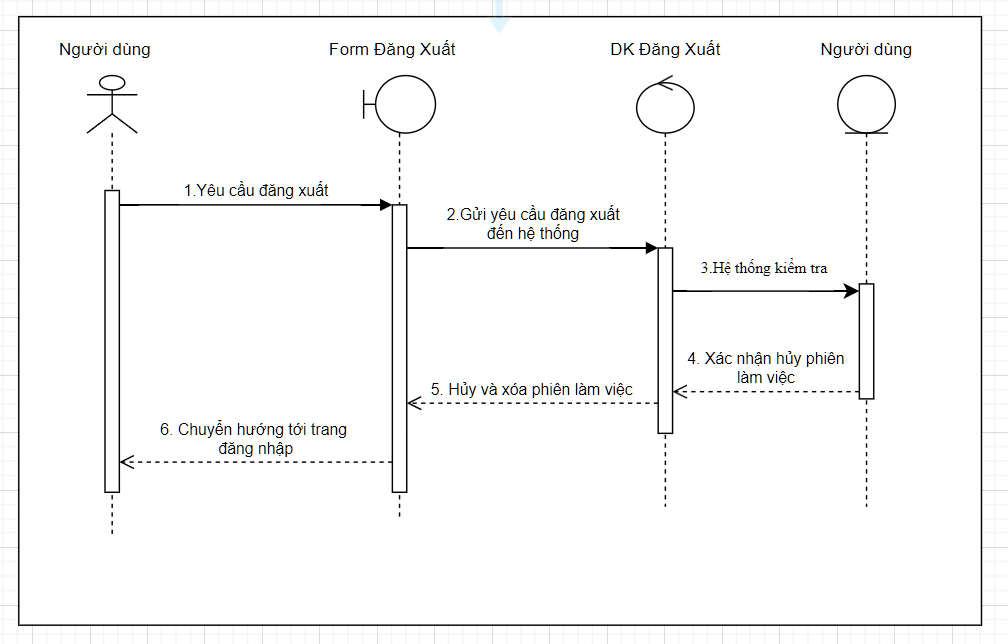 Người dùng
Form Đăng Xuất
DK Đăng Xuất
Người dùng
1.Yêu cầu đăng xuất
2.Gửi yêu cầu đăng xuất
đến hệ thống
3.Hệ thống kiểm tra
4. Xác nhận hủy phiên
làm việc
5. Hủy và xóa phiên làm việc
6. Chuyển hướng tới trang
đăng nhập